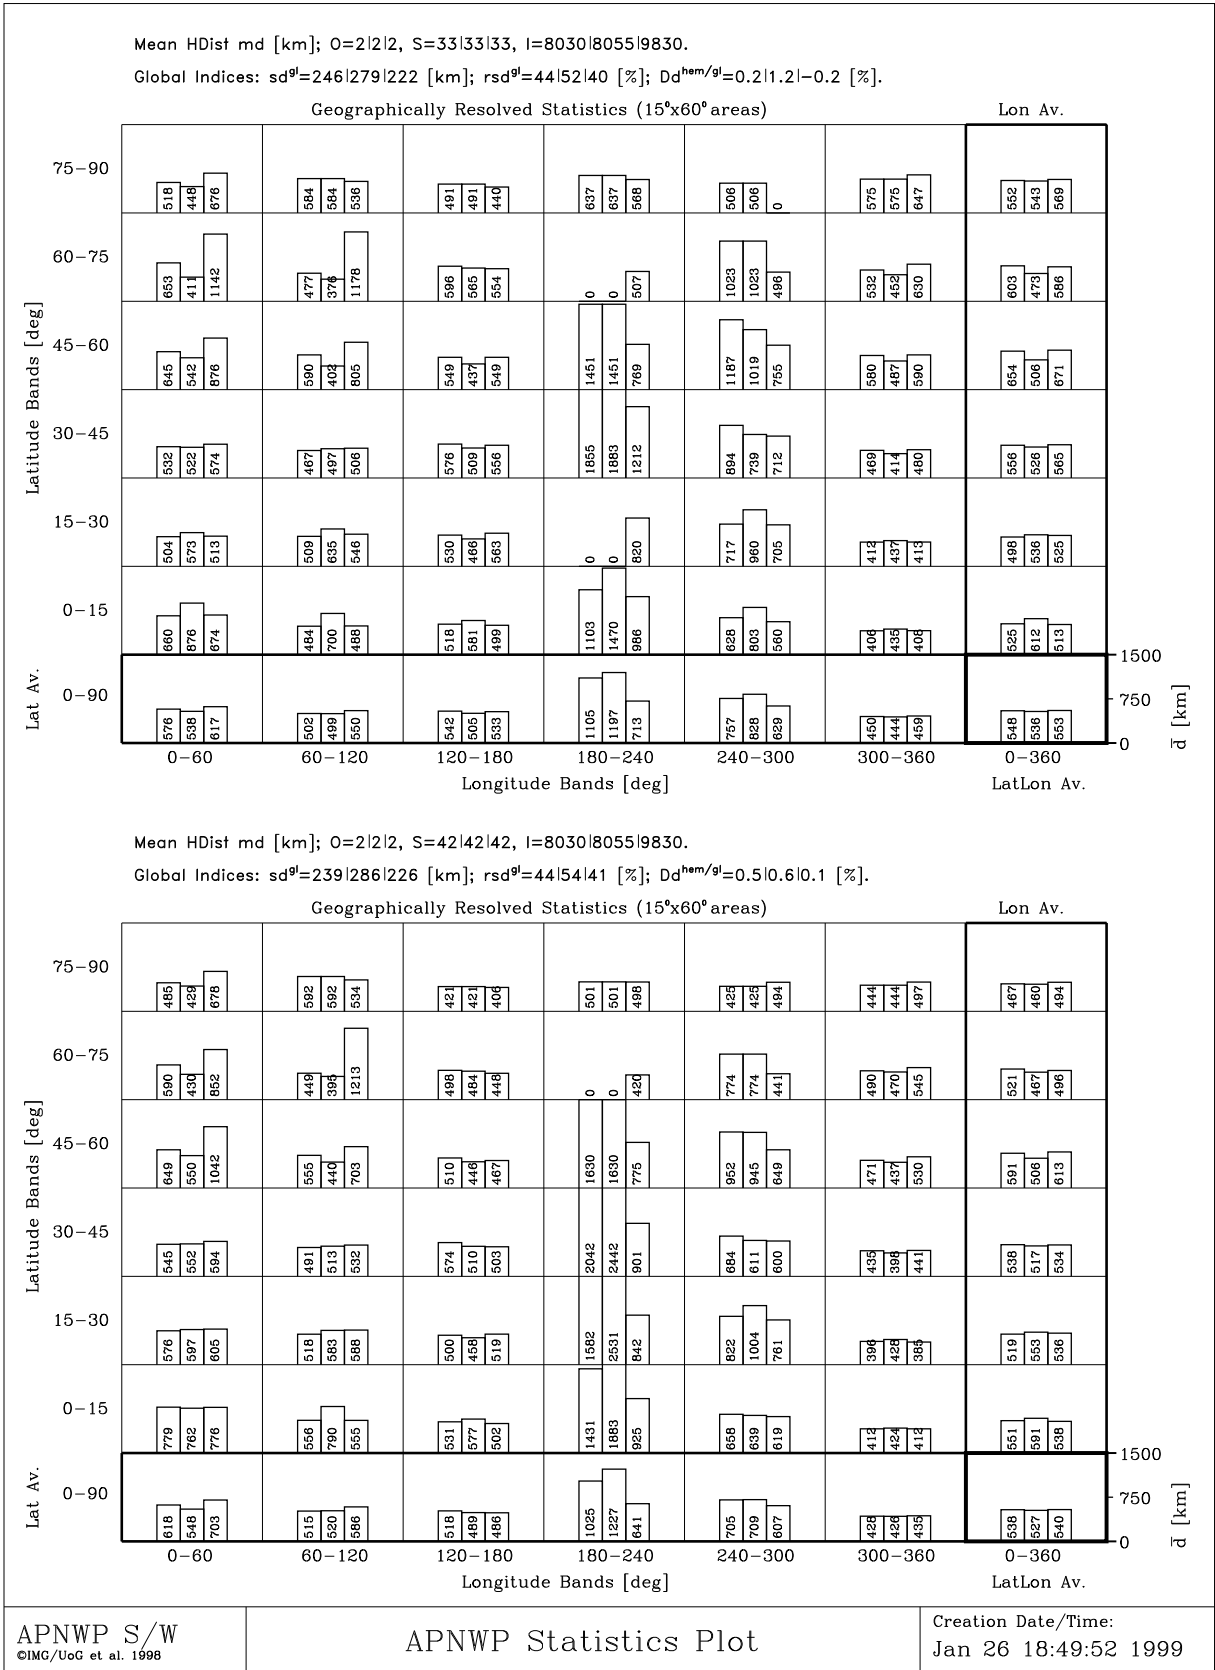 Mean HDist md [km]; O=2|2|2, S=33|33|33, I=8030|8055|9830.
Global Indices: sd^gl=246|279|222 [km]; rsd^gl=44|52|40 [%]; Dd^hem/gl=0.2|1.2|-0.2 [%].
Geographically Resolved Statistics (15°x60° areas) Lon Av.
75-90 518 448 676 584 584 536 491 491 440 637 637 568 506 506 0 575 575 647 552 543 569
60-75 653 411 1142 477 376 1178 596 565 554 0 0 507 1023 1023 496 532 452 630 603 473 586
45-60 645 542 876 590 402 805 549 437 549 1451 1451 769 1187 1019 755 580 487 590 654 506 671
Latitude Bands [deg]
30-45 532 522 574 467 497 506 576 509 556 1855 1883 1212 894 739 712 469 414 480 556 526 565
15-30 504 573 513 509 635 546 530 466 563 0 0 820 717 960 705 412 437 413 498 536 525
0-15 660 876 674 484 700 488 518 581 499 1103 1470 986 628 803 560 406 435 408 525 612 513
Lat Av. 0-90 576 538 617 502 499 550 542 505 533 1105 1197 713 757 828 629 450 444 459 548 536 553
1500
750
0
d̅ [km]
0-60 60-120 120-180 180-240 240-300 300-360 0-360
Longitude Bands [deg] LatLon Av.
Mean HDist md [km]; O=2|2|2, S=42|42|42, I=8030|8055|9830.
Global Indices: sd^gl=239|286|226 [km]; rsd^gl=44|54|41 [%]; Dd^hem/gl=0.5|0.6|0.1 [%].
Geographically Resolved Statistics (15°x60° areas) Lon Av.
75-90 485 429 678 592 592 534 421 421 406 501 501 498 425 425 494 444 444 497 467 460 494
60-75 590 430 852 449 395 1213 498 484 448 0 0 420 774 774 441 490 470 545 521 467 496
45-60 649 550 1042 555 440 703 510 446 467 1630 1630 775 952 945 649 471 437 530 591 506 613
Latitude Bands [deg]
30-45 545 552 594 491 513 532 574 510 503 2042 2442 901 684 611 600 435 398 441 538 517 534
15-30 576 597 605 518 583 588 500 458 519 1582 2531 842 822 1004 761 396 428 385 519 553 536
0-15 779 762 776 556 790 555 531 577 502 1431 1883 925 658 639 619 412 424 412 551 591 538
Lat Av. 0-90 618 548 703 515 520 586 518 489 486 1025 1227 641 705 709 607 428 426 435 538 527 540
1500
750
0
d̅ [km]
0-60 60-120 120-180 180-240 240-300 300-360 0-360
Longitude Bands [deg] LatLon Av.
APNWP S/W
©IMG/UoG et al. 1998
APNWP Statistics Plot
Creation Date/Time:
Jan 26 18:49:52 1999